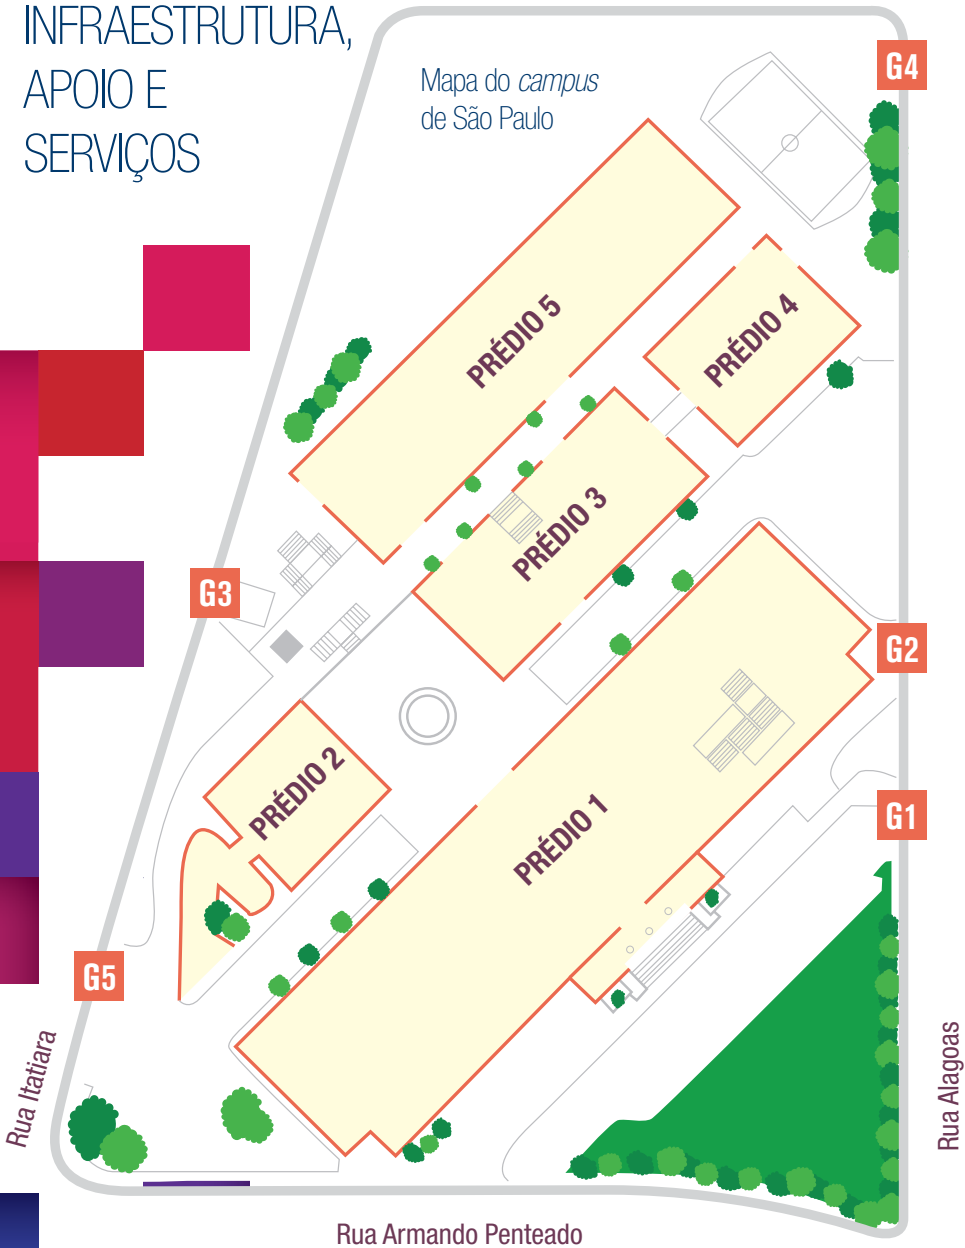 INFRAESTRUTURA,
APOIO E
SERVIÇOS
Mapa do campus
de São Paulo
G4
PRÉDIO 5
PRÉDIO 4
PRÉDIO 3
G3
G2
PRÉDIO 2
PRÉDIO 1
G1
G5
Rua Itatiara
Rua Alagoas
Rua Armando Penteado